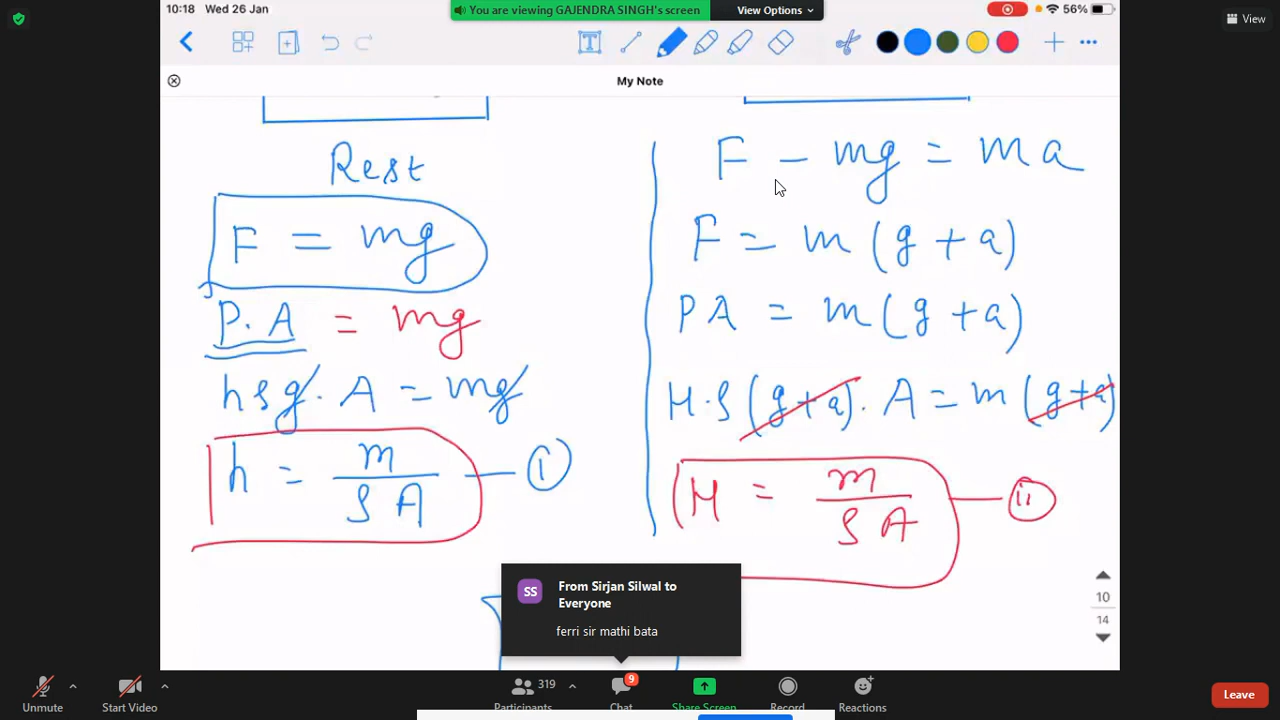 10:18 Wed 26 Jan
You are viewing GAJENDRA SINGH's screen
View Options
56%
View
My Note
Rest
F = mg
P.A = mg
hρg. A = mg
h = m / ρA — (i)
F - mg = ma
F = m(g + a)
PA = m(g + a)
H.ρ(g+a). A = m(g+a)
H = m / ρA — (ii)
From Sirjan Silwal to Everyone
SS
ferri sir mathi bata
10
14
Unmute
Start Video
Participants
319
Chat
9
Share Screen
Record
Reactions
Leave